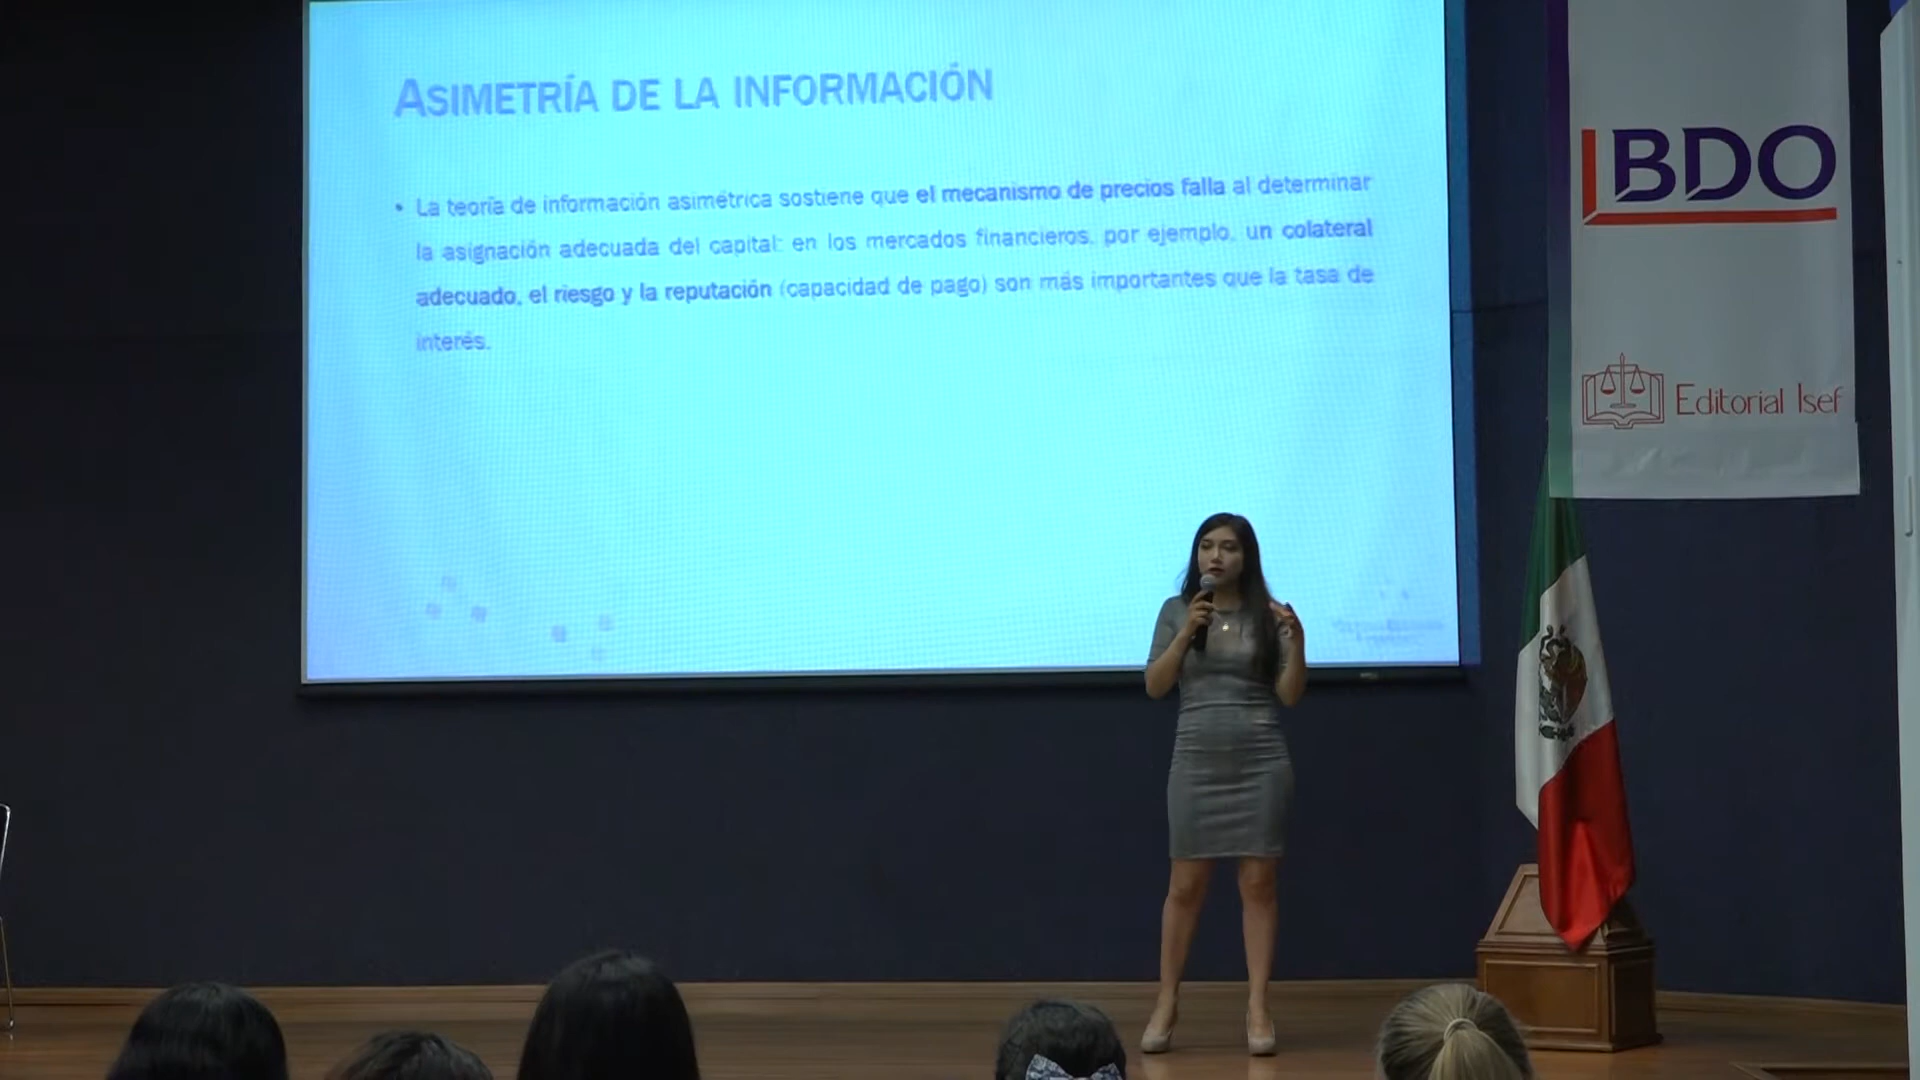 ASIMETRÍA DE LA INFORMACIÓN
• La teoría de información asimétrica sostiene que el mecanismo de precios falla al determinar
la asignación adecuada del capital: en los mercados financieros, por ejemplo, un colateral
adecuado, el riesgo y la reputación (capacidad de pago) son más importantes que la tasa de
interés.
BDO
Editorial Isef